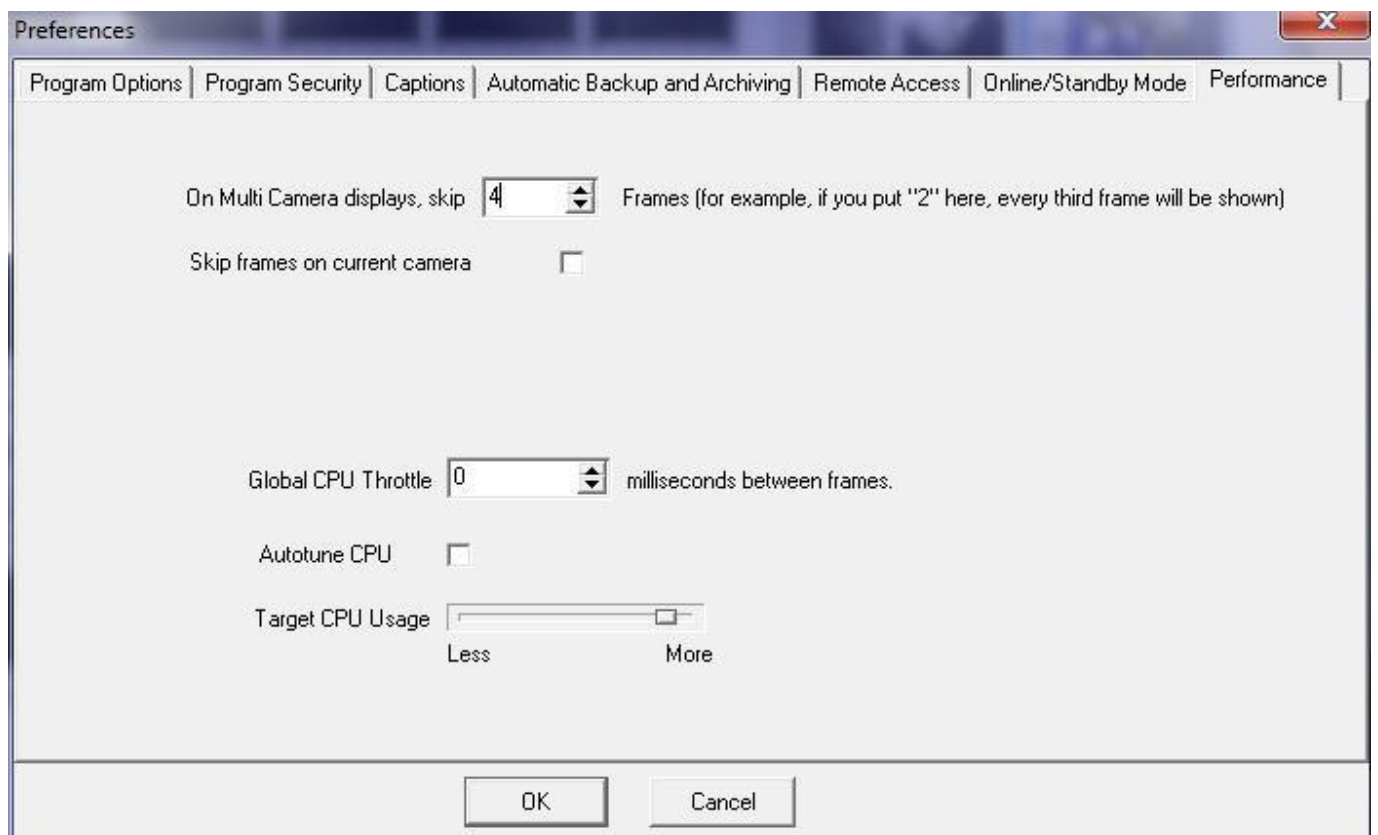 Preferences
X
Program Options Program Security Captions Automatic Backup and Archiving Remote Access Online/Standby Mode Performance
On Multi Camera displays, skip 4 Frames (for example, if you put "2" here, every third frame will be shown)
Skip frames on current camera
Global CPU Throttle 0 milliseconds between frames.
Autotune CPU
Target CPU Usage
Less More
OK Cancel